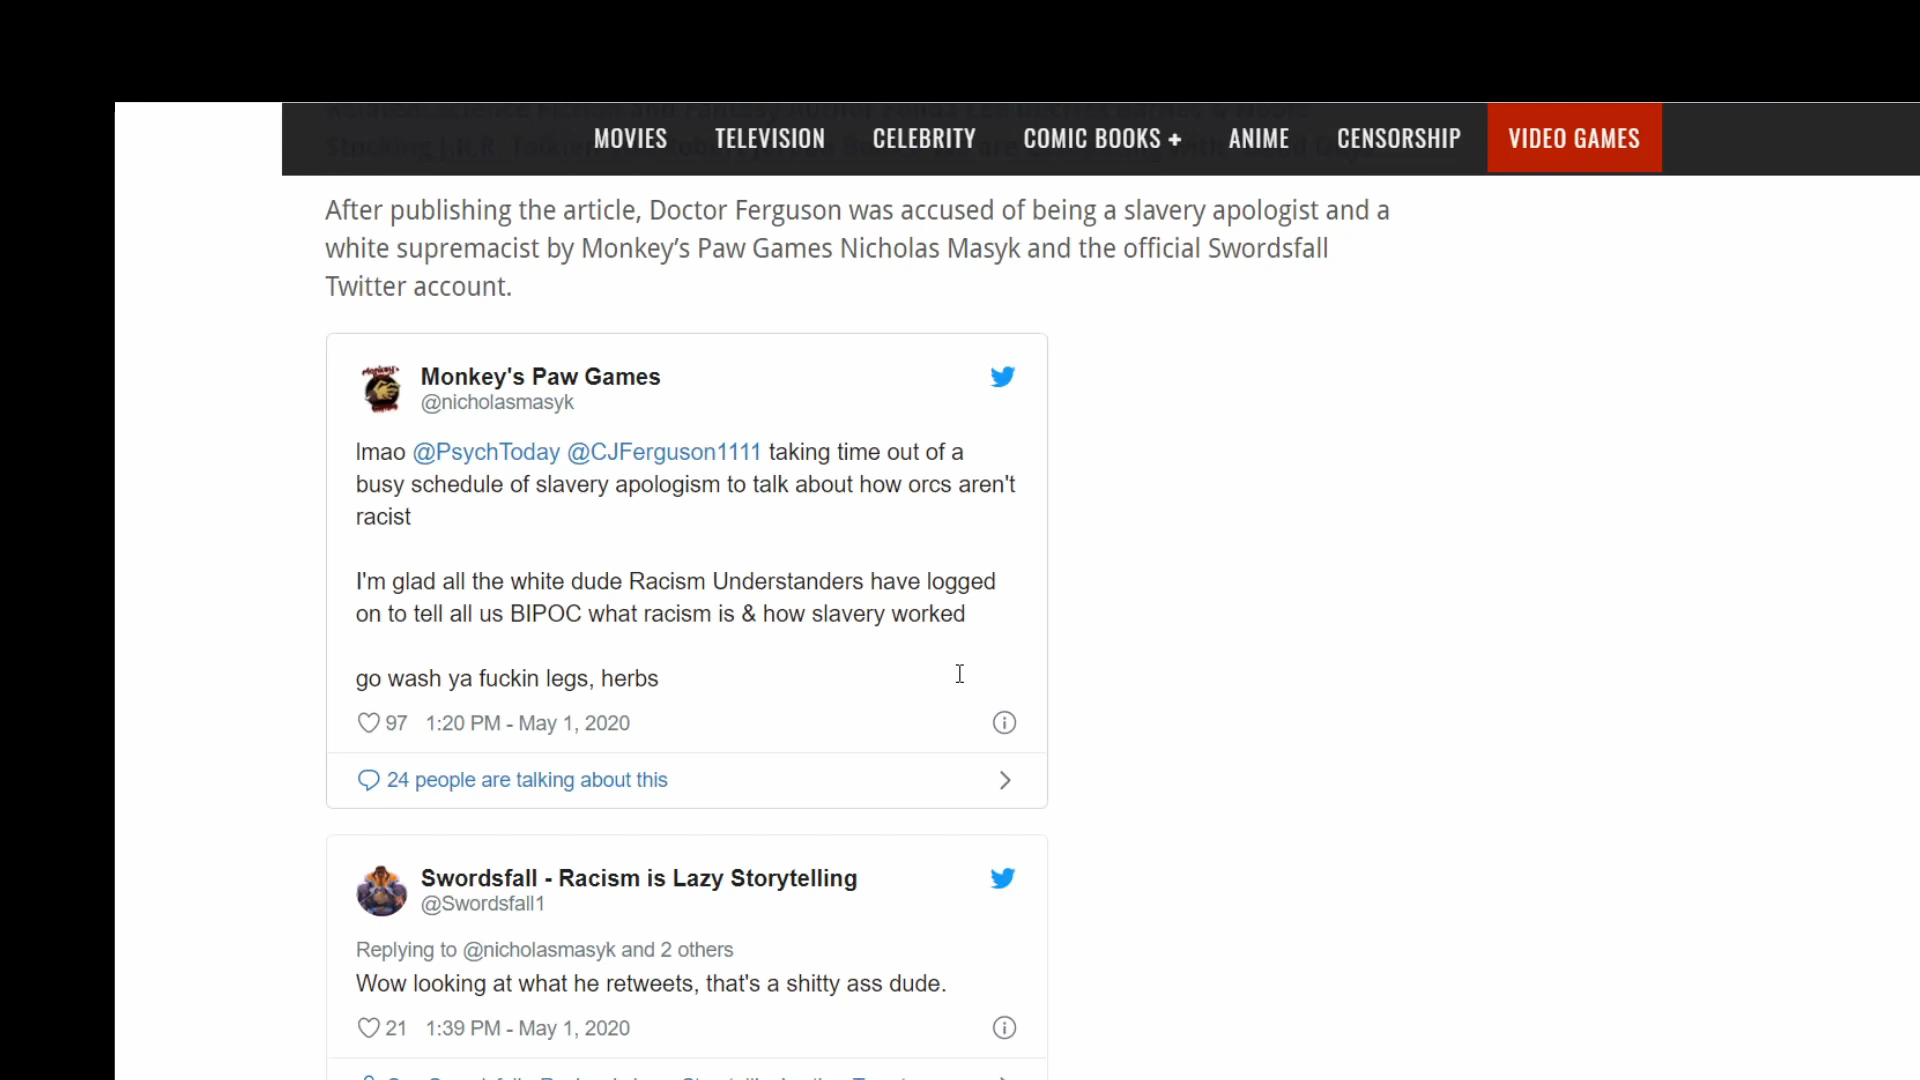 MOVIES TELEVISION CELEBRITY COMIC BOOKS + ANIME CENSORSHIP VIDEO GAMES
After publishing the article, Doctor Ferguson was accused of being a slavery apologist and a
white supremacist by Monkey’s Paw Games Nicholas Masyk and the official Swordsfall
Twitter account.
Monkey's Paw Games
@nicholasmasyk
lmao @PsychToday @CJFerguson1111 taking time out of a
busy schedule of slavery apologism to talk about how orcs aren't
racist
I'm glad all the white dude Racism Understanders have logged
on to tell all us BIPOC what racism is & how slavery worked
go wash ya fuckin legs, herbs
97 1:20 PM - May 1, 2020
24 people are talking about this
Swordsfall - Racism is Lazy Storytelling
@Swordsfall1
Replying to @nicholasmasyk and 2 others
Wow looking at what he retweets, that's a shitty ass dude.
21 1:39 PM - May 1, 2020